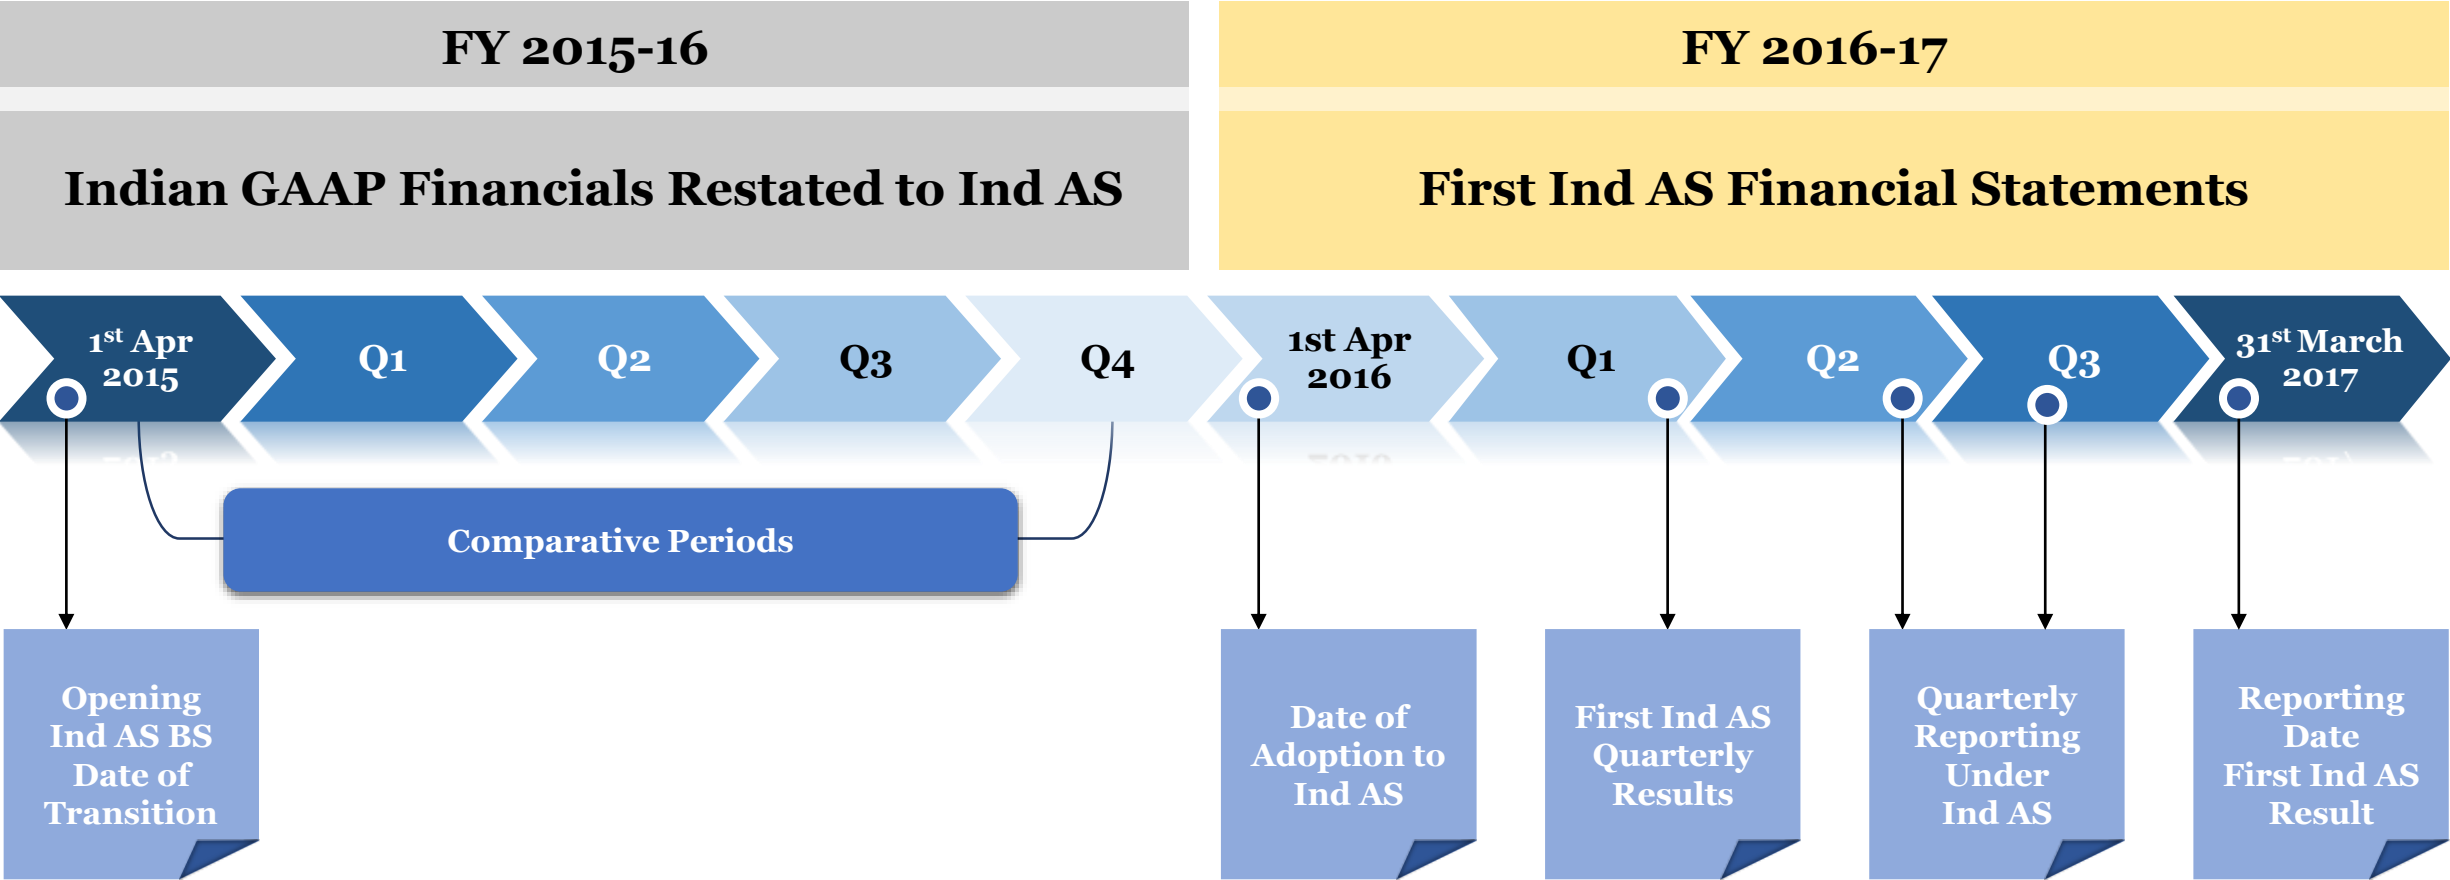 FY 2015-16
FY 2016-17
Indian GAAP Financials Restated to Ind AS
First Ind AS Financial Statements
1st Apr
2015
Q1
Q2
Q3
Q4
1st Apr
2016
Q1
Q2
Q3
31st March
2017
Comparative Periods
Opening
Ind AS BS
Date of
Transition
Date of
Adoption to
Ind AS
First Ind AS
Quarterly
Results
Quarterly
Reporting
Under
Ind AS
Reporting
Date
First Ind AS
Result